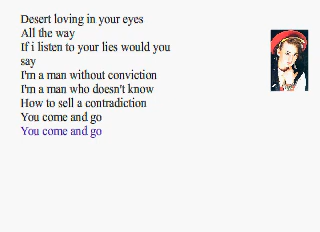 Desert loving in your eyes
All the way
If i listen to your lies would you
say
I'm a man without conviction
I'm a man who doesn't know
How to sell a contradiction
You come and go
You come and go